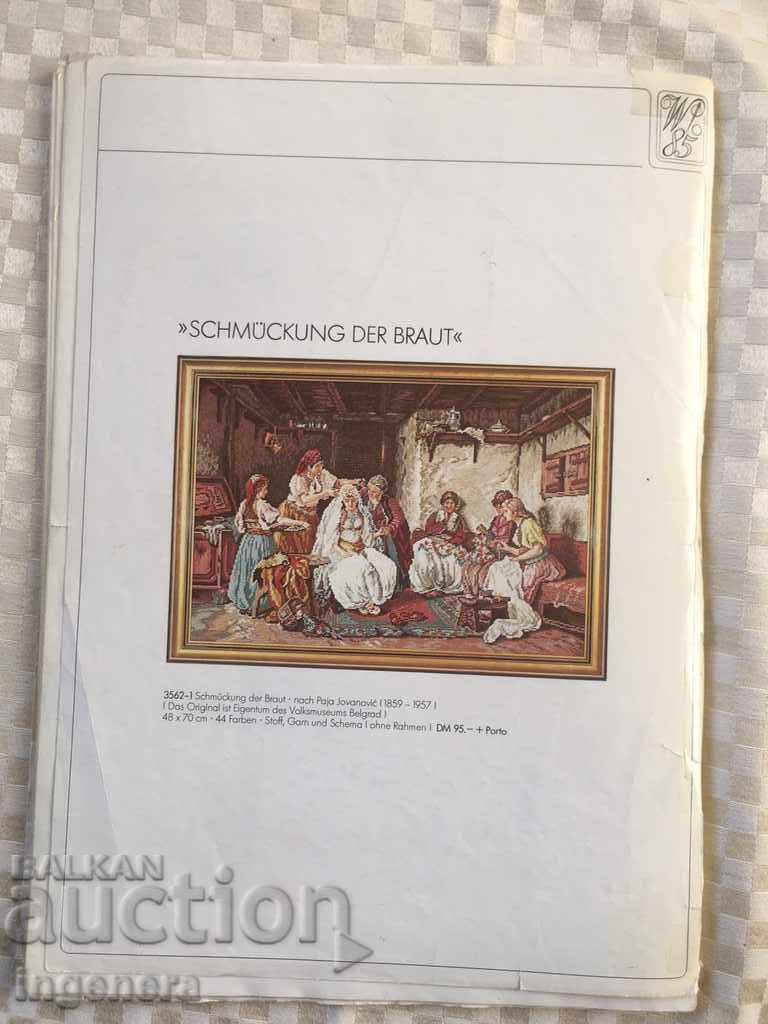 Wo
85
»SCHMÜCKUNG DER BRAUT«
3562-1 Schmückung der Braut - nach Paja Jovanović (1859 - 1957)
( Das Original ist Eigentum des Volksmuseums Belgrad )
48 x 70 cm - 44 Farben - Stoff, Garn und Schema ( ohne Rahmen ) DM 95,— + Porto
BALKAN
auction
ingenera